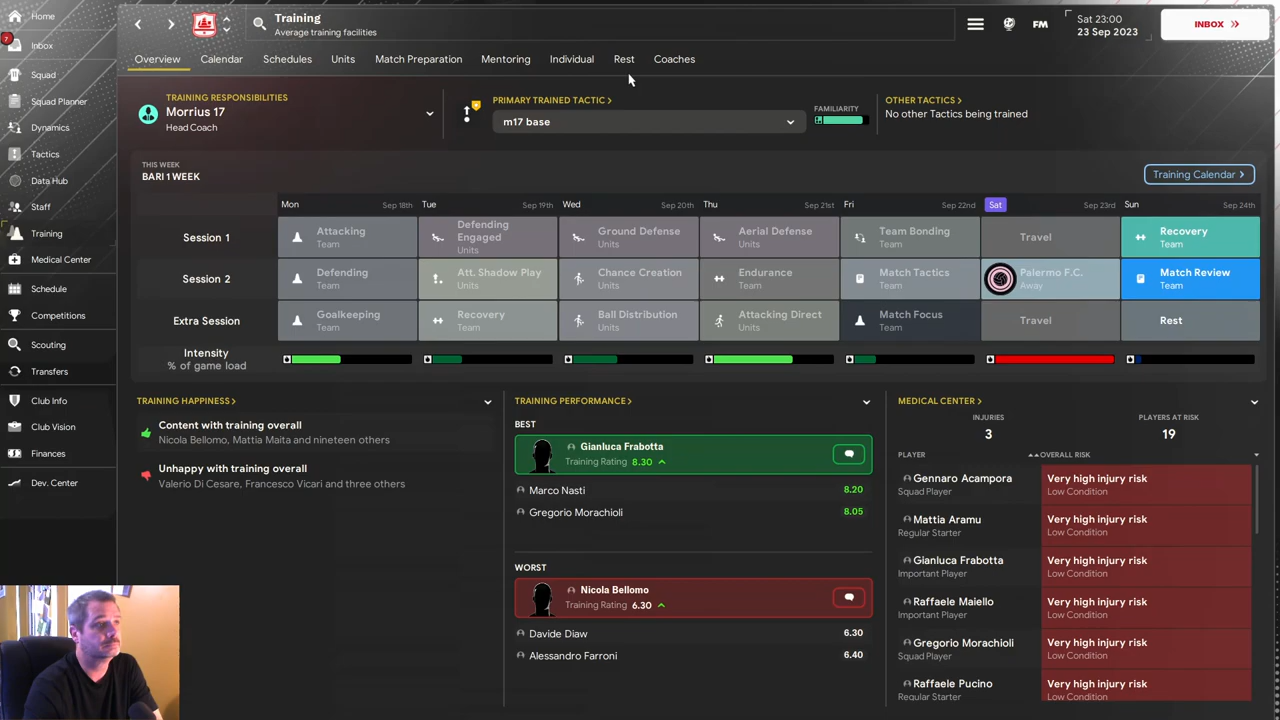 Home
7
Inbox
Squad
Squad Planner
Dynamics
Tactics
Data Hub
Staff
Training
Medical Center
Schedule
Competitions
Scouting
Transfers
Club Info
Club Vision
Finances
Dev. Center
Training
Average training facilities
FM
Sat 23:00
23 Sep 2023
INBOX
Overview Calendar Schedules Units Match Preparation Mentoring Individual Rest Coaches
TRAINING RESPONSIBILITIES
Morrius 17
Head Coach
PRIMARY TRAINED TACTIC >
m17 base
FAMILIARITY
OTHER TACTICS >
No other Tactics being trained
THIS WEEK
BARI 1 WEEK
Training Calendar >
Mon Sep 18th Tue Sep 19th Wed Sep 20th Thu Sep 21st Fri Sep 22nd Sat Sep 23rd Sun Sep 24th
Session 1
Attacking
Team
Defending
Engaged
Units
Ground Defense
Units
Aerial Defense
Units
Team Bonding
Team
Travel
Recovery
Team
Session 2
Defending
Team
Att. Shadow Play
Units
Chance Creation
Units
Endurance
Team
Match Tactics
Team
Palermo F.C.
Away
Match Review
Team
Extra Session
Goalkeeping
Team
Recovery
Team
Ball Distribution
Units
Attacking Direct
Units
Match Focus
Team
Travel
Rest
Intensity
% of game load
TRAINING HAPPINESS >
Content with training overall
Nicola Bellomo, Mattia Maita and nineteen others
Unhappy with training overall
Valerio Di Cesare, Francesco Vicari and three others
TRAINING PERFORMANCE >
BEST
Gianluca Frabotta
Training Rating 8.30
Marco Nasti 8.20
Gregorio Morachioli 8.05
WORST
Nicola Bellomo
Training Rating 6.30
Davide Diaw 6.30
Alessandro Farroni 6.40
MEDICAL CENTER >
INJURIES
3
PLAYERS AT RISK
19
PLAYER OVERALL RISK
Gennaro Acampora
Squad Player
Very high injury risk
Low Condition
Mattia Aramu
Regular Starter
Very high injury risk
Low Condition
Gianluca Frabotta
Important Player
Very high injury risk
Low Condition
Raffaele Maiello
Important Player
Very high injury risk
Low Condition
Gregorio Morachioli
Squad Player
Very high injury risk
Low Condition
Raffaele Pucino
Regular Starter
Very high injury risk
Low Condition